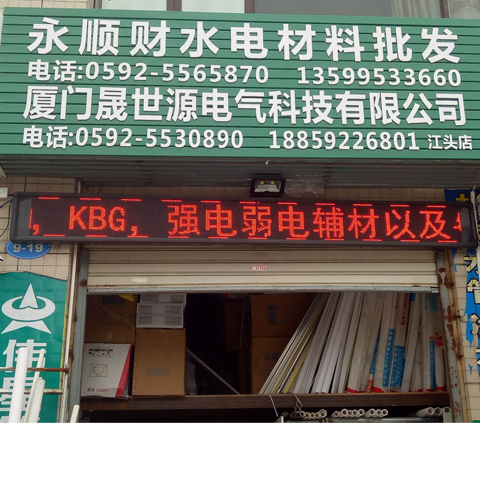 永顺财水电材料批发
电话:0592-5565870 13599533660
厦门晟世源电气科技有限公司
电话:0592-5530890 18859226801 江头店
, KBG, 强电弱电辅材以及
9-19
伟星